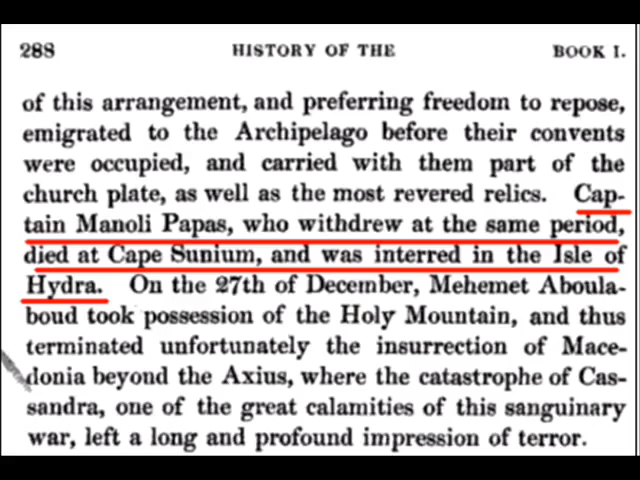 288 HISTORY OF THE BOOK I.
of this arrangement, and preferring freedom to repose,
emigrated to the Archipelago before their convents
were occupied, and carried with them part of the
church plate, as well as the most revered relics. Cap-
tain Manoli Papas, who withdrew at the same period,
died at Cape Sunium, and was interred in the Isle of
Hydra. On the 27th of December, Mehemet Aboula-
boud took possession of the Holy Mountain, and thus
terminated unfortunately the insurrection of Mace-
donia beyond the Axius, where the catastrophe of Cas-
sandra, one of the great calamities of this sanguinary
war, left a long and profound impression of terror.